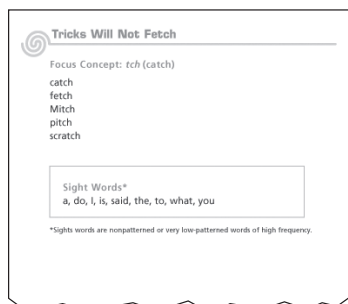 Tricks Will Not Fetch
Focus Concept: tch (catch)
catch
fetch
Mitch
pitch
scratch
Sight Words*
a, do, I, is, said, the, to, what, you
*Sights words are nonpatterned or very low-patterned words of high frequency.